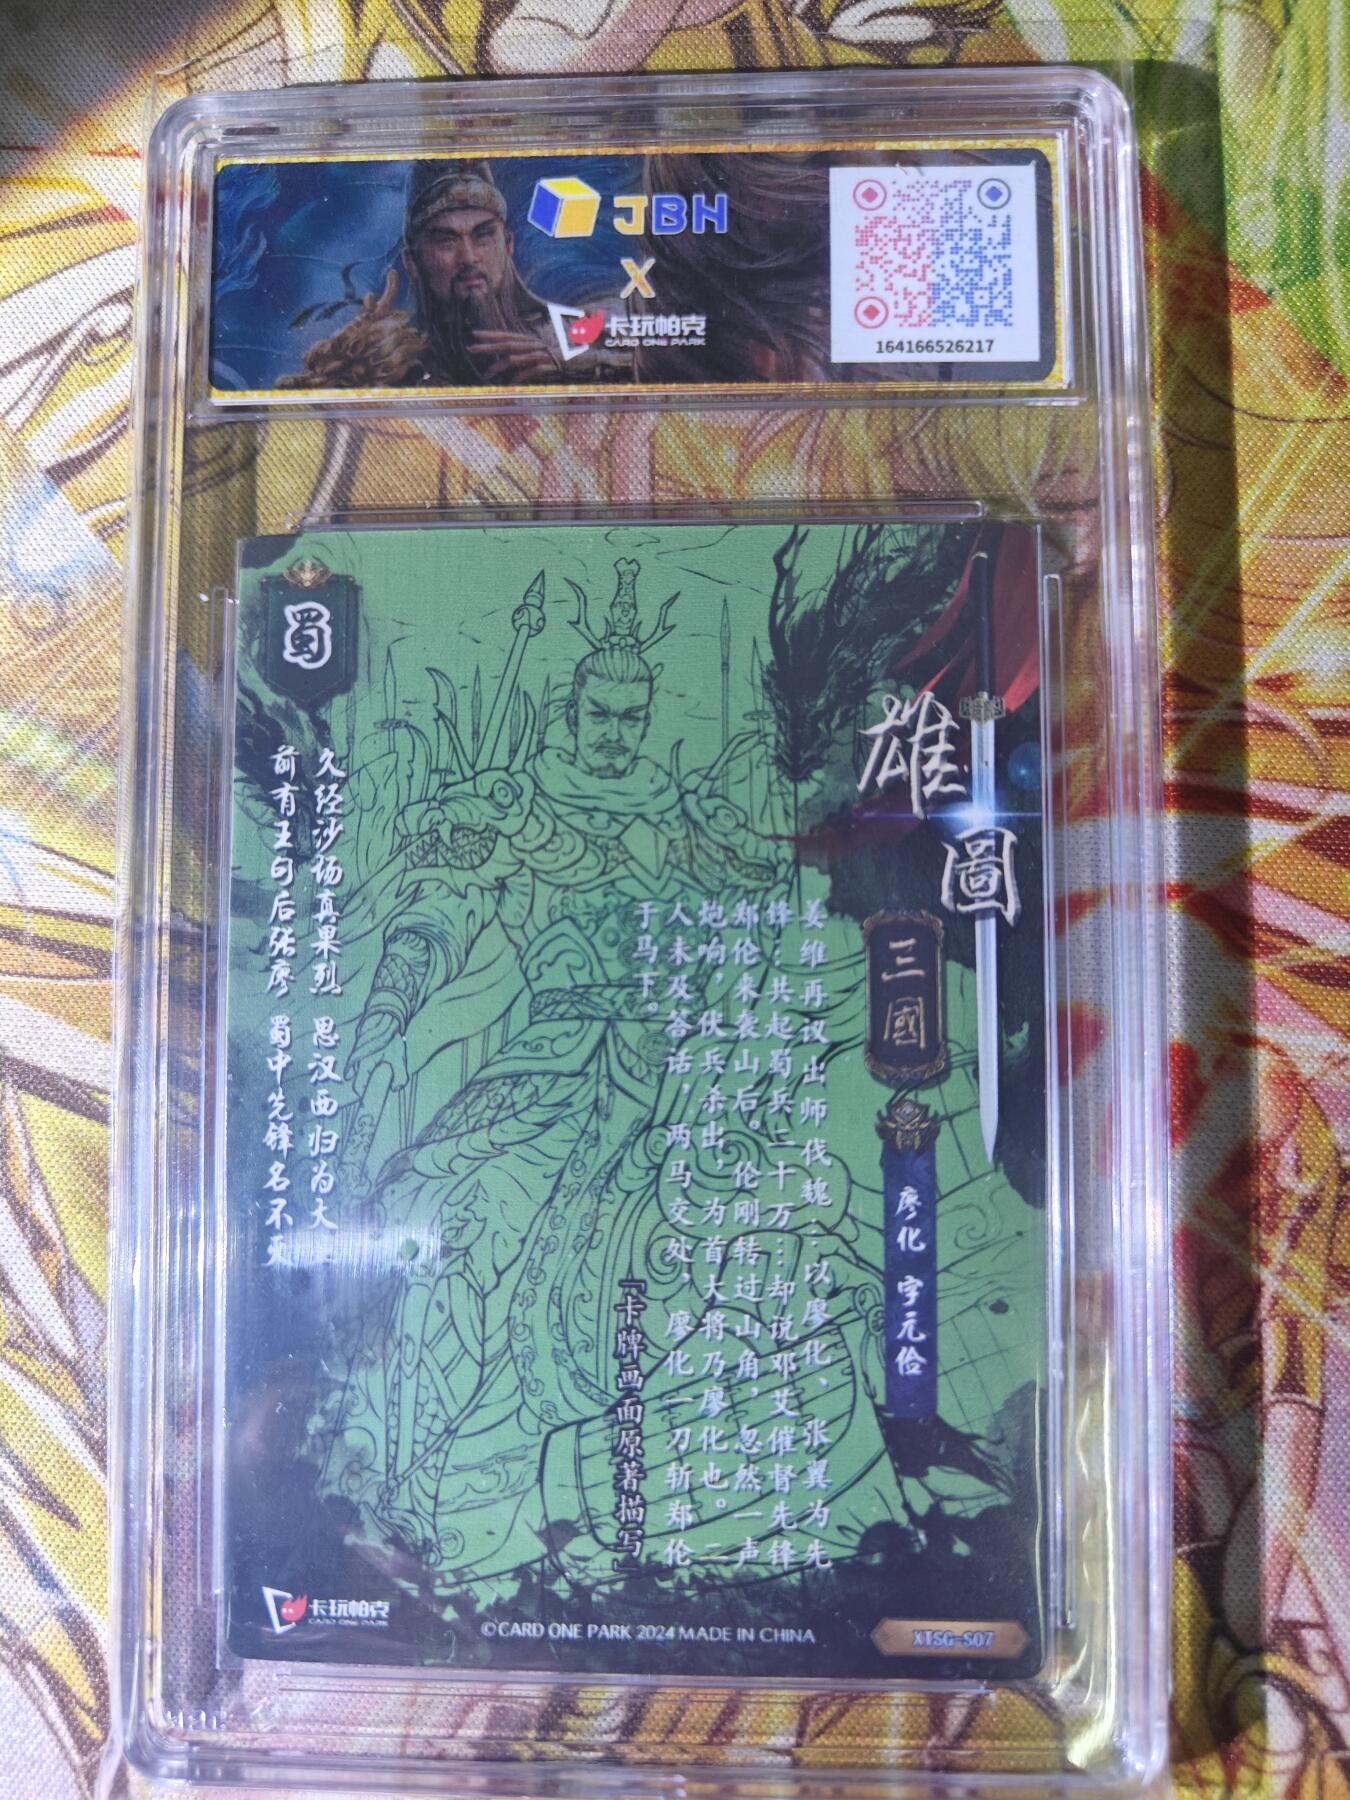 JBH
X
卡玩帕克
CARD ONE PARK
164166526217
蜀
雄
圖
三國
廖化 字元俭
姜维再议出师伐魏…以廖化、张翼为先
锋…共起蜀兵二十万…却说邓艾催督先锋
郑伦来袭山后。伦刚转过山角，忽然一声
炮响，伏兵杀出，为首大将乃廖化也。二
人未及答话，两马交处，廖化一刀斩郑伦
于马下。
『卡牌画面原著描写』
久经沙场真果烈 思汉西归为大
前有王句后张廖 蜀中先锋名不
卡玩帕克
CARD ONE PARK
©CARD ONE PARK 2024 MADE IN CHINA
XTSG-S07